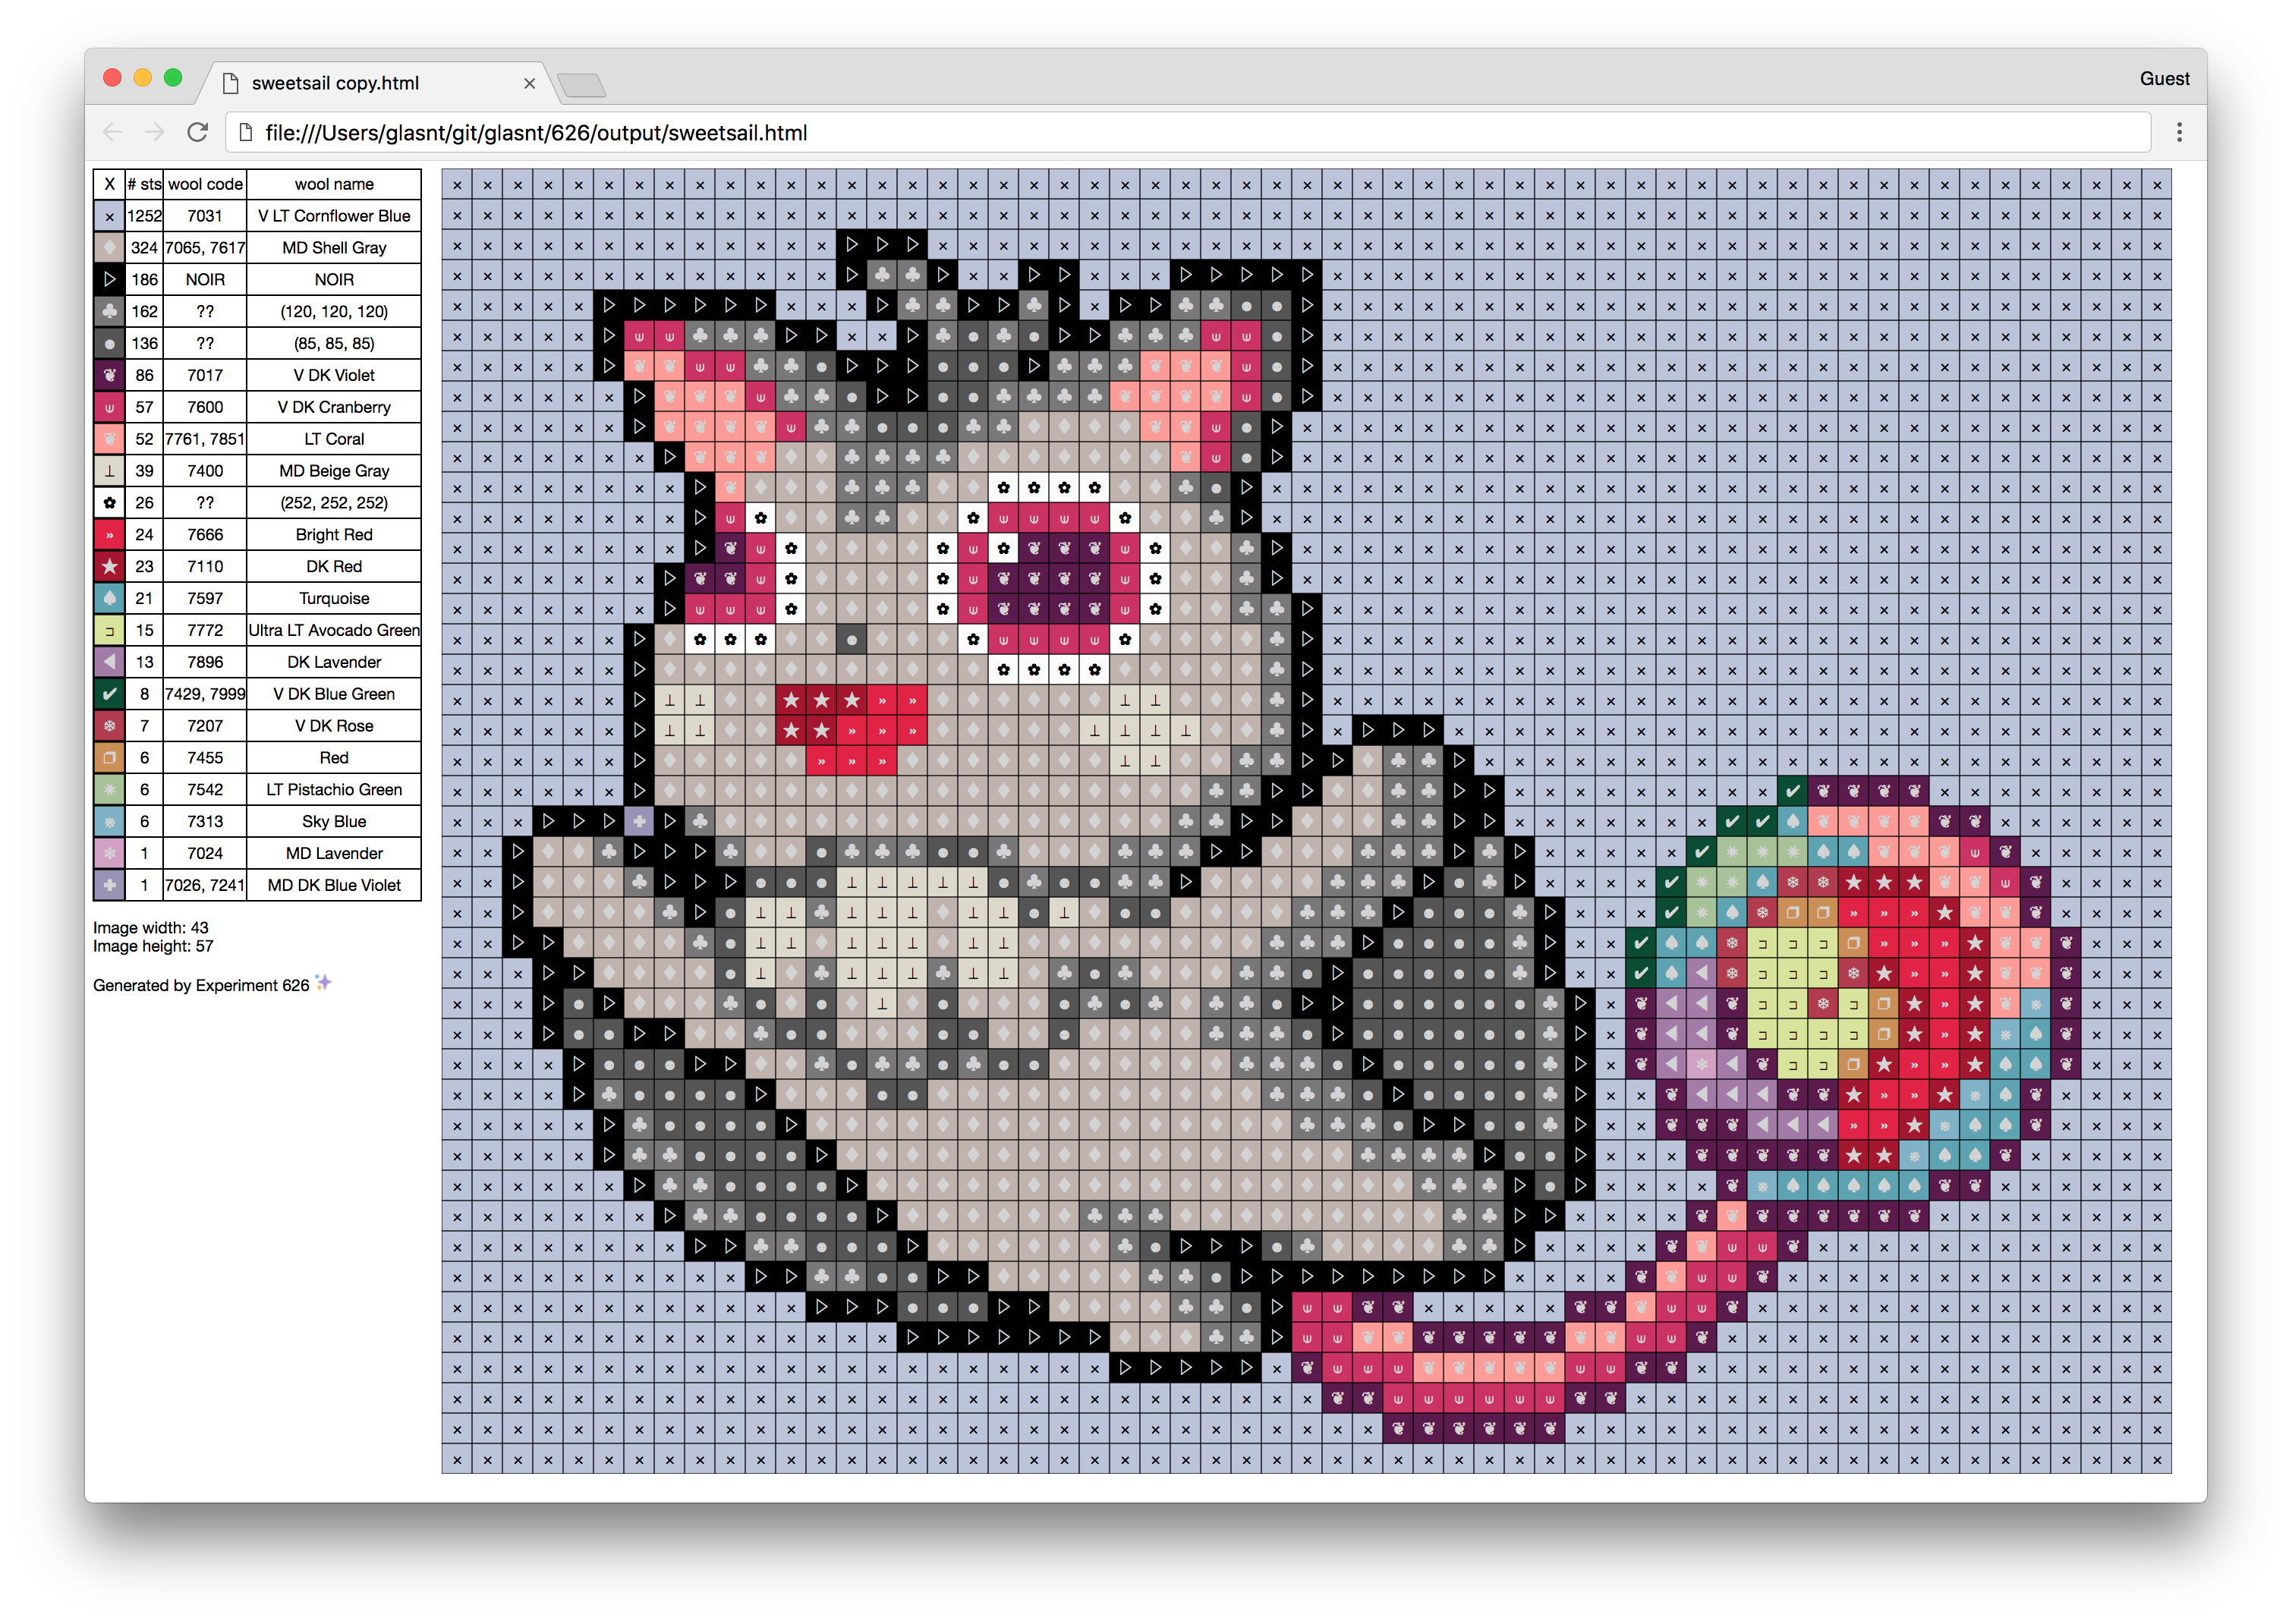 sweetsail copy.html
Guest
file:///Users/glasnt/git/glasnt/626/output/sweetsail.html
X # sts wool code wool name
× 1252 7031 V LT Cornflower Blue
♦ 324 7065, 7617 MD Shell Gray
▷ 186 NOIR NOIR
♣ 162 ?? (120, 120, 120)
● 136 ?? (85, 85, 85)
❦ 86 7017 V DK Violet
ш 57 7600 V DK Cranberry
❦ 52 7761, 7851 LT Coral
⊥ 39 7400 MD Beige Gray
✿ 26 ?? (252, 252, 252)
» 24 7666 Bright Red
★ 23 7110 DK Red
♠ 21 7597 Turquoise
⊐ 15 7772 Ultra LT Avocado Green
◀ 13 7896 DK Lavender
✔ 8 7429, 7999 V DK Blue Green
❄ 7 7207 V DK Rose
❒ 6 7455 Red
✷ 6 7542 LT Pistachio Green
⨳ 6 7313 Sky Blue
✻ 1 7024 MD Lavender
✚ 1 7026, 7241 MD DK Blue Violet
Image width: 43
Image height: 57
Generated by Experiment 626 ✨